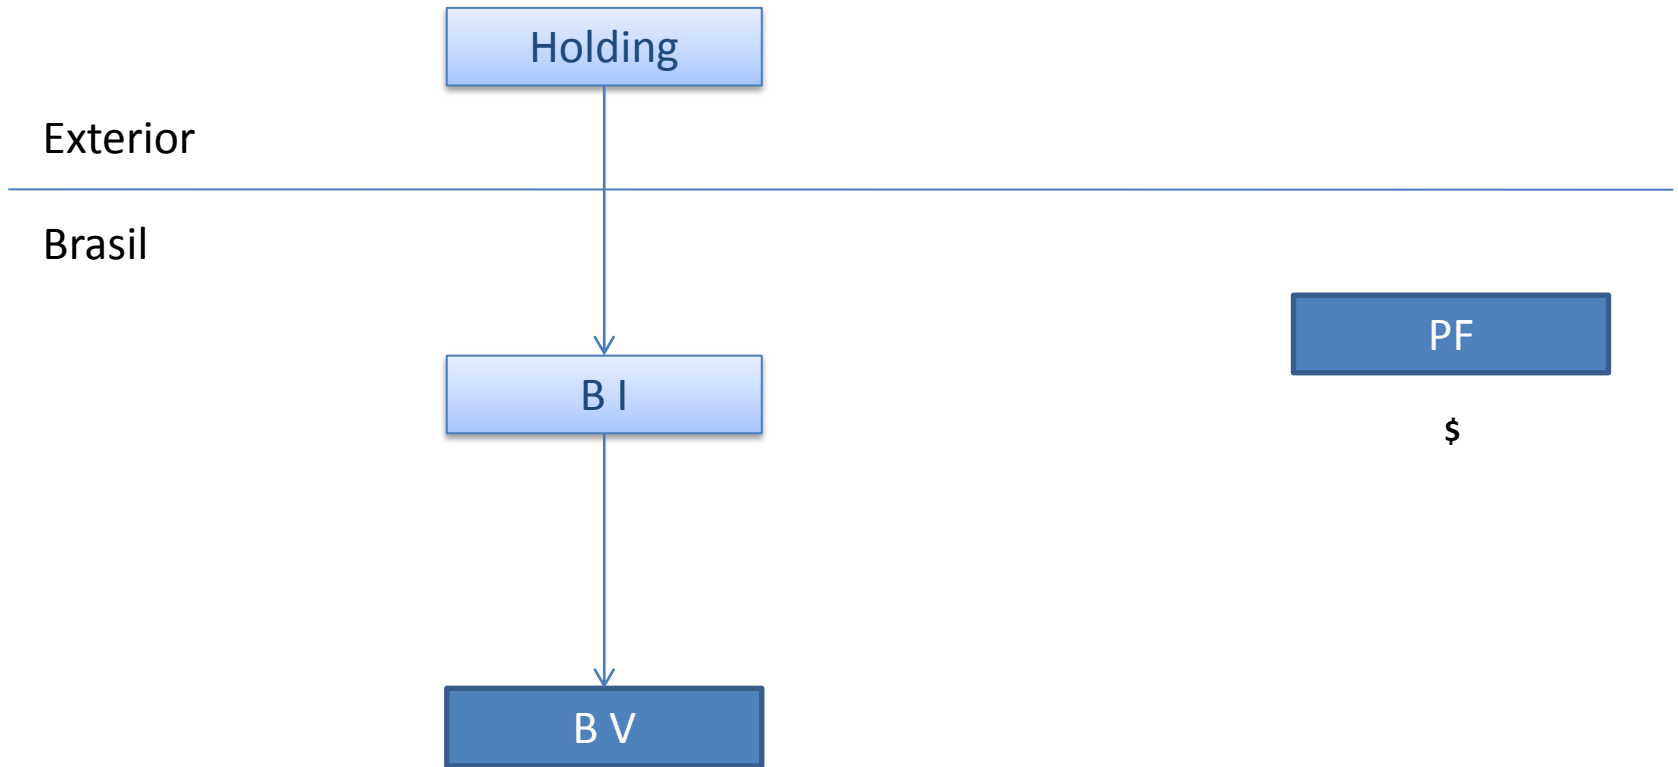 Holding
Exterior
Brasil
PF
B I
$
B V